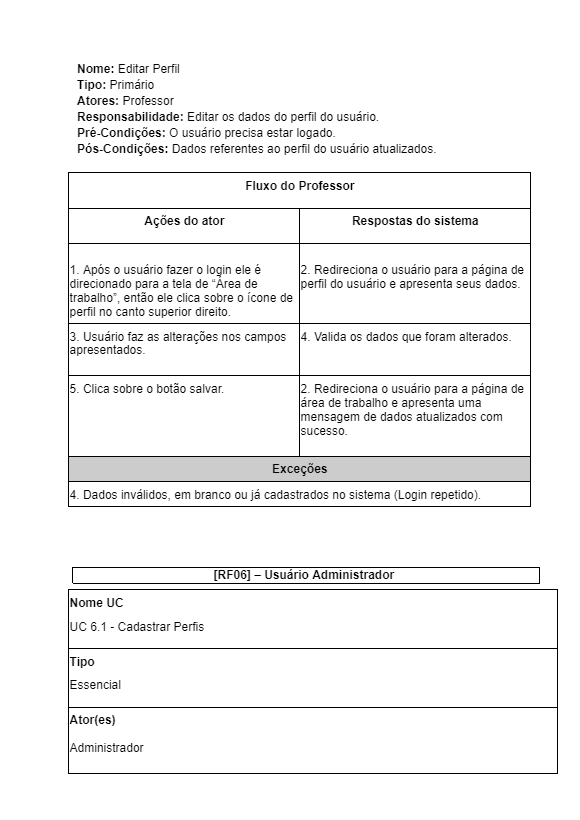 Nome: Editar Perfil
Tipo: Primário
Atores: Professor
Responsabilidade: Editar os dados do perfil do usuário.
Pré-Condições: O usuário precisa estar logado.
Pós-Condições: Dados referentes ao perfil do usuário atualizados.
Fluxo do Professor
Ações do ator
Respostas do sistema
1. Após o usuário fazer o login ele é
direcionado para a tela de “Área de
trabalho”, então ele clica sobre o ícone de
perfil no canto superior direito.
2. Redireciona o usuário para a página de
perfil do usuário e apresenta seus dados.
3. Usuário faz as alterações nos campos
apresentados.
4. Valida os dados que foram alterados.
5. Clica sobre o botão salvar.
2. Redireciona o usuário para a página de
área de trabalho e apresenta uma
mensagem de dados atualizados com
sucesso.
Exceções
4. Dados inválidos, em branco ou já cadastrados no sistema (Login repetido).
[RF06] – Usuário Administrador
Nome UC
UC 6.1 - Cadastrar Perfis
Tipo
Essencial
Ator(es)
Administrador